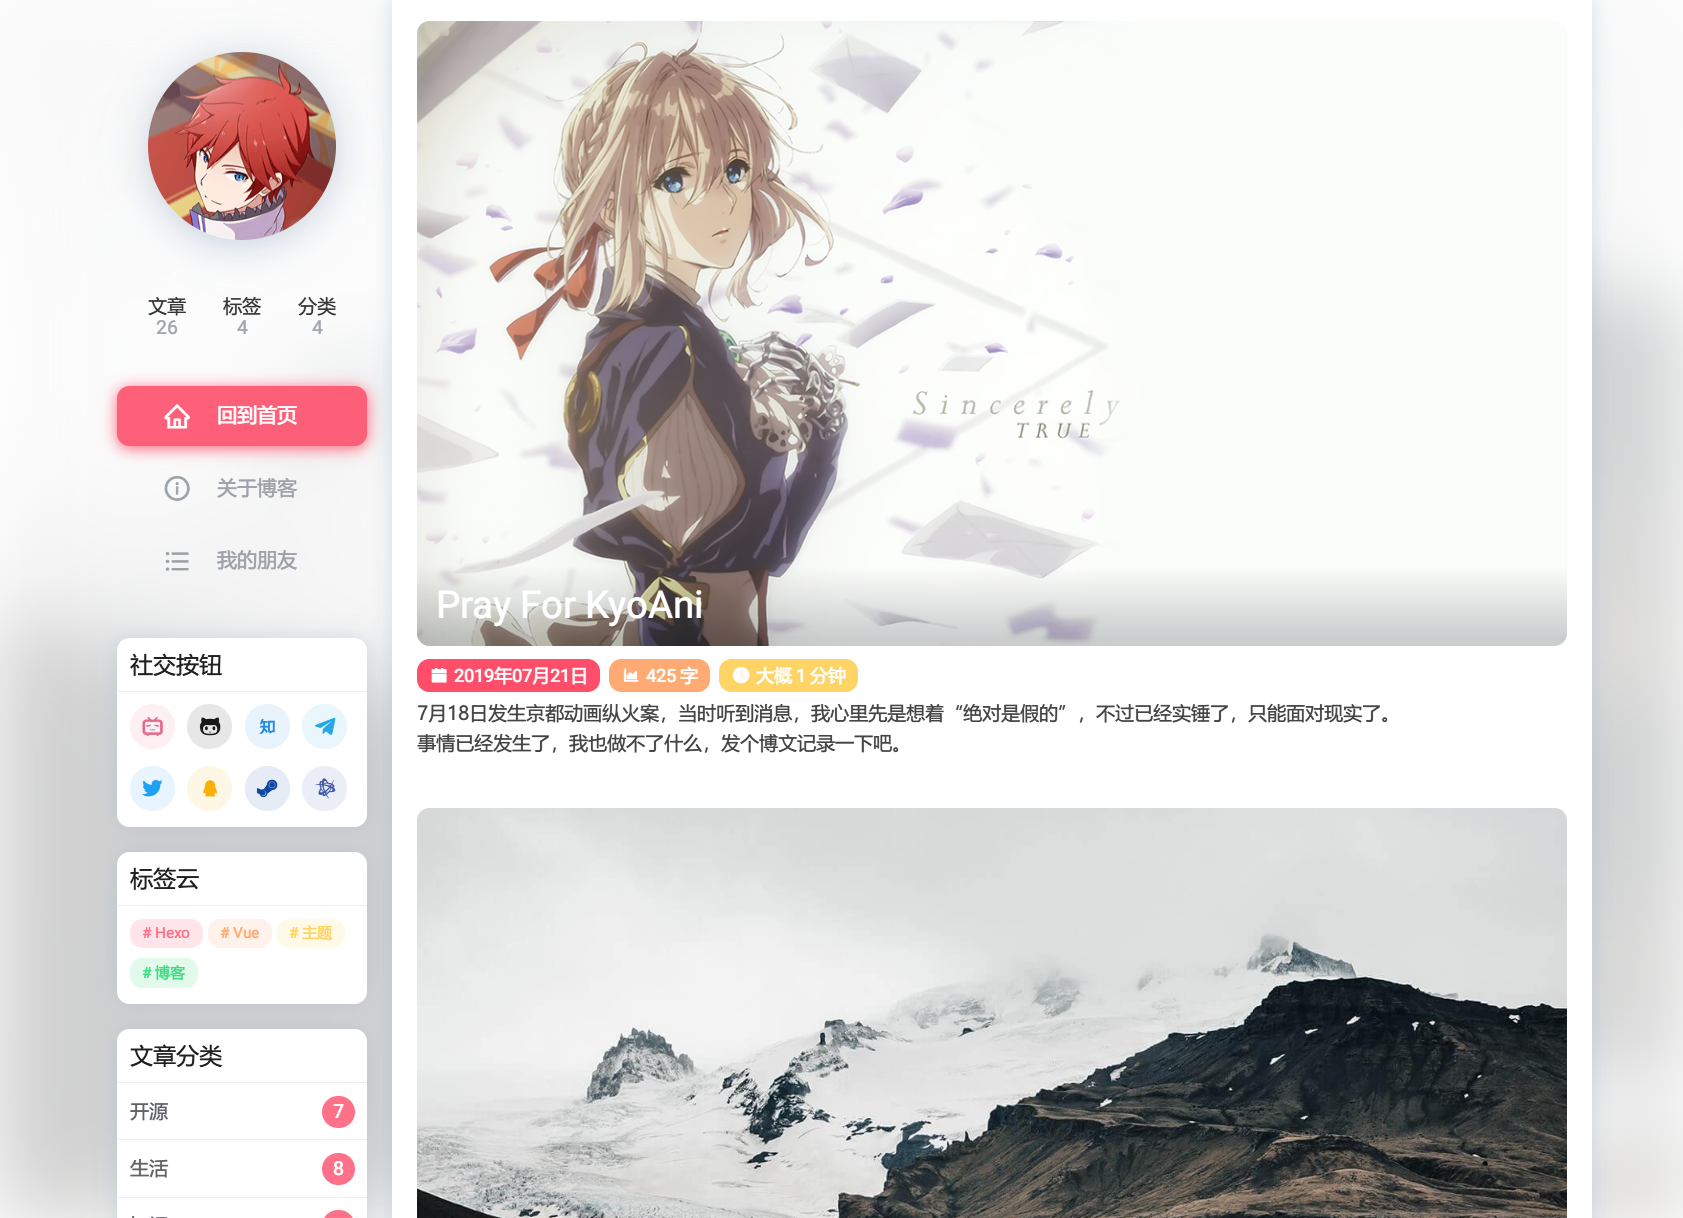 文章
26
标签
4
分类
4
回到首页
关于博客
我的朋友
社交按钮
知
标签云
# Hexo
# Vue
# 主题
# 博客
文章分类
开源
7
生活
8
Sincerely
TRUE
Pray For KyoAni
2019年07月21日
425 字
大概 1 分钟
7月18日发生京都动画纵火案，当时听到消息，我心里先是想着“绝对是假的”，不过已经实锤了，只能面对现实了。
事情已经发生了，我也做不了什么，发个博文记录一下吧。